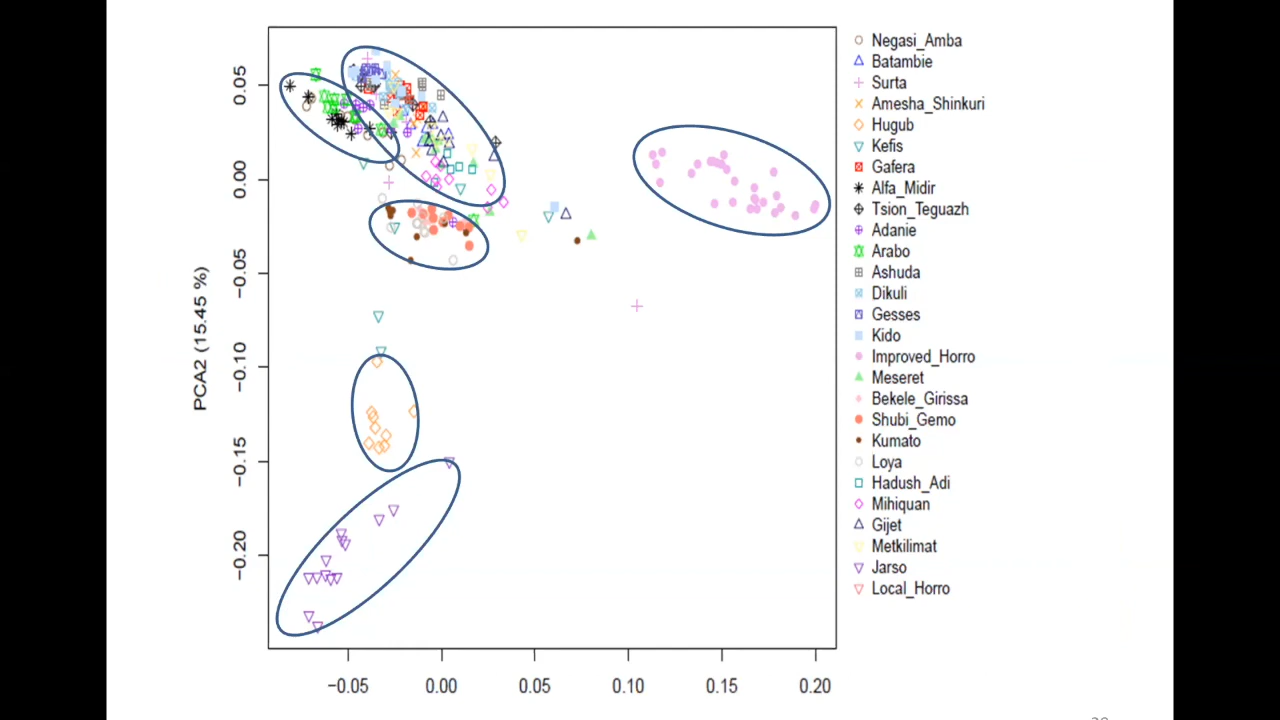 Negasi_Amba
Batambie
Surta
Amesha_Shinkuri
Hugub
Kefis
Gafera
Alfa_Midir
Tsion_Teguazh
Adanie
Arabo
Ashuda
Dikuli
Gesses
Kido
Improved_Horro
Meseret
Bekele_Girissa
Shubi_Gemo
Kumato
Loya
Hadush_Adi
Mihiquan
Gijet
Metkilimat
Jarso
Local_Horro
PCA2 (15.45 %)
0.05
0.00
−0.05
−0.10
−0.15
−0.20
−0.05
0.00
0.05
0.10
0.15
0.20